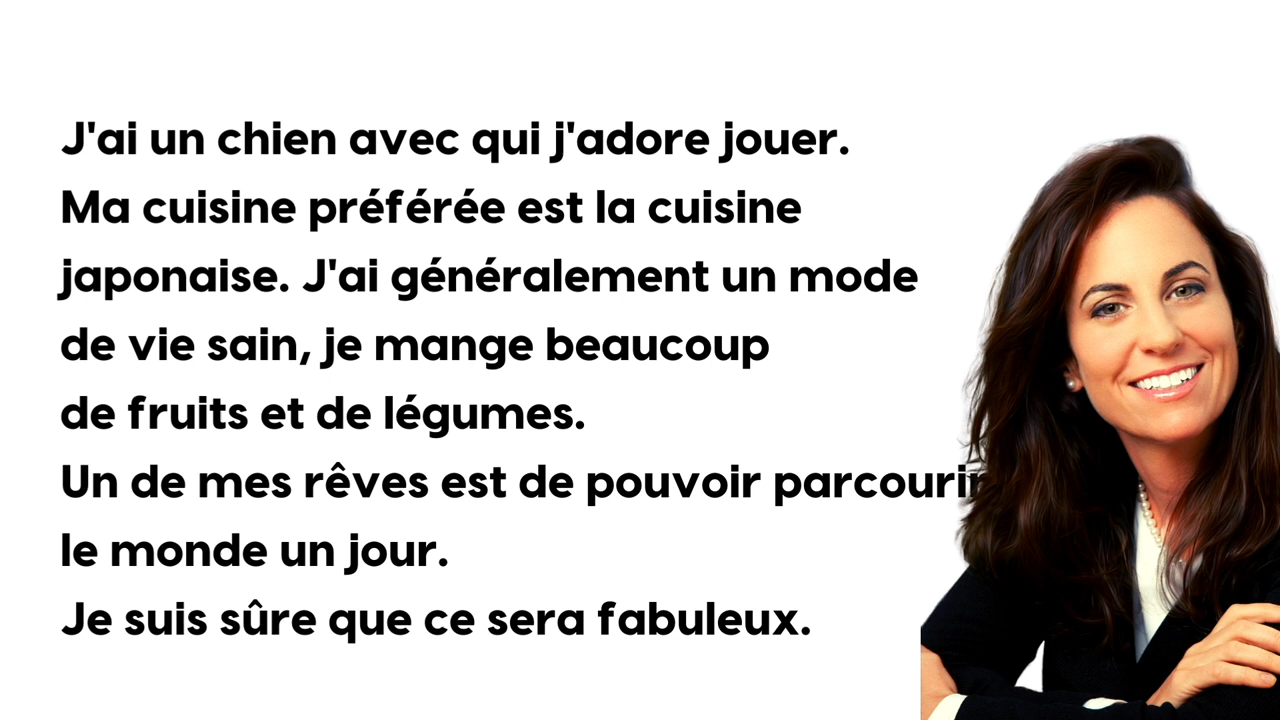 J'ai un chien avec qui j'adore jouer.
Ma cuisine préférée est la cuisine
japonaise. J'ai généralement un mode
de vie sain, je mange beaucoup
de fruits et de légumes.
Un de mes rêves est de pouvoir parcourir
le monde un jour.
Je suis sûre que ce sera fabuleux.